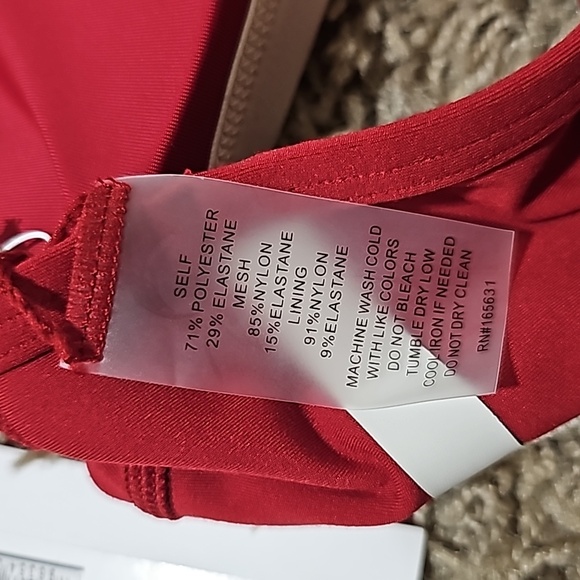 SELF
71%POLYESTER
29%ELASTANE
MESH
85%NYLON
15%ELASTANE
LINING
91%NYLON
9%ELASTANE
MACHINE WASH COLD
WITH LIKE COLORS
DO NOT BLEACH
TUMBLE DRY LOW
COOL IRON IF NEEDED
DO NOT DRY CLEAN
RN#165631